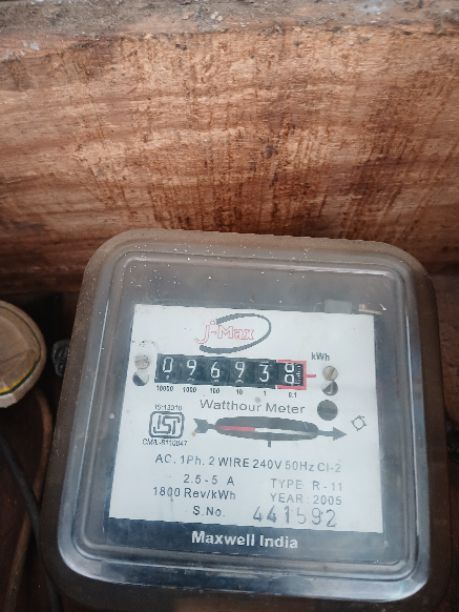 j-Max
kWh
096938
10000 1000 100 10 1 0.1
Watthour Meter
IS:13010
ISI
AC. 1Ph. 2 WIRE 240V 50Hz Cl-2
2.5-5 A TYPE R-11
1800 Rev/kWh YEAR: 2005
S.No. 441592
Maxwell India